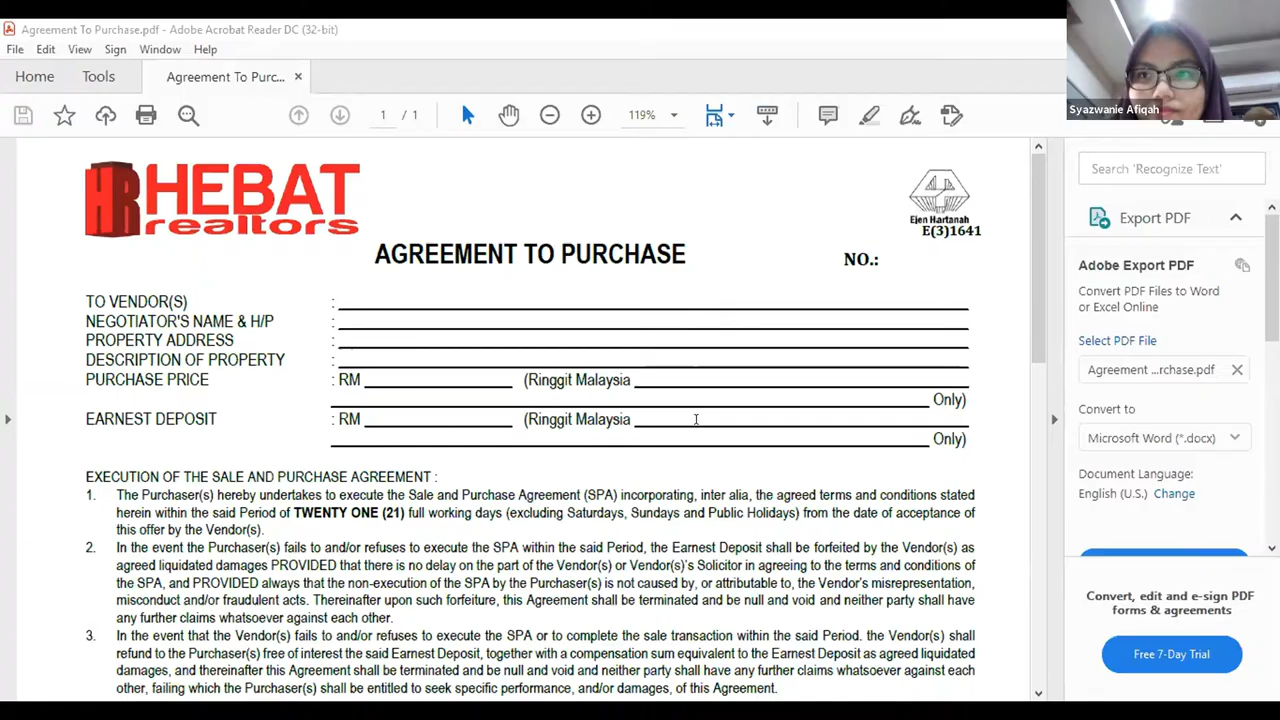 Agreement To Purchase.pdf - Adobe Acrobat Reader DC (32-bit)
File Edit View Sign Window Help
Home Tools Agreement To Purc... ×
1 / 1 119%
Syazwanie Afiqah
HR HEBAT
realtors
Ejen Hartanah
E(3)1641
AGREEMENT TO PURCHASE NO.:
TO VENDOR(S) :
NEGOTIATOR'S NAME & H/P :
PROPERTY ADDRESS :
DESCRIPTION OF PROPERTY :
PURCHASE PRICE : RM (Ringgit Malaysia
Only)
EARNEST DEPOSIT : RM (Ringgit Malaysia
Only)
EXECUTION OF THE SALE AND PURCHASE AGREEMENT :
1. The Purchaser(s) hereby undertakes to execute the Sale and Purchase Agreement (SPA) incorporating, inter alia, the agreed terms and conditions stated
herein within the said Period of TWENTY ONE (21) full working days (excluding Saturdays, Sundays and Public Holidays) from the date of acceptance of
this offer by the Vendor(s).
2. In the event the Purchaser(s) fails to and/or refuses to execute the SPA within the said Period, the Earnest Deposit shall be forfeited by the Vendor(s) as
agreed liquidated damages PROVIDED that there is no delay on the part of the Vendor(s) or Vendor(s)'s Solicitor in agreeing to the terms and conditions of
the SPA, and PROVIDED always that the non-execution of the SPA by the Purchaser(s) is not caused by, or attributable to, the Vendor's misrepresentation,
misconduct and/or fraudulent acts. Thereinafter upon such forfeiture, this Agreement shall be terminated and be null and void and neither party shall have
any further claims whatsoever against each other.
3. In the event that the Vendor(s) fails to and/or refuses to execute the SPA or to complete the sale transaction within the said Period. the Vendor(s) shall
refund to the Purchaser(s) free of interest the said Earnest Deposit, together with a compensation sum equivalent to the Earnest Deposit as agreed liquidated
damages, and thereinafter this Agreement shall be terminated and be null and void and neither party shall have any further claims whatsoever against each
other, failing which the Purchaser(s) shall be entitled to seek specific performance, and/or damages, of this Agreement.
Search 'Recognize Text'
Export PDF
Adobe Export PDF
Convert PDF Files to Word
or Excel Online
Select PDF File
Agreement ...rchase.pdf ×
Convert to
Microsoft Word (*.docx)
Document Language:
English (U.S.) Change
Convert, edit and e-sign PDF
forms & agreements
Free 7-Day Trial